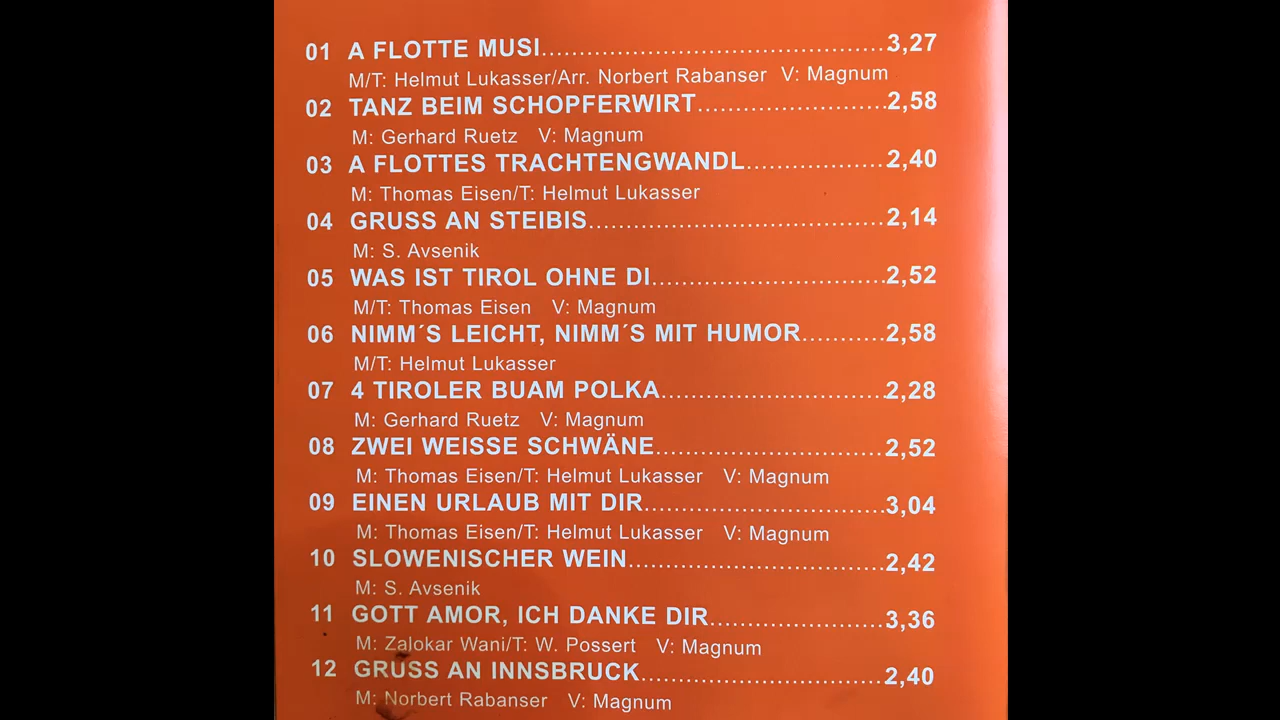 01 A FLOTTE MUSI........................................................3,27
M/T: Helmut Lukasser/Arr. Norbert Rabanser V: Magnum
02 TANZ BEIM SCHOPFERWIRT..............................2,58
M: Gerhard Ruetz V: Magnum
03 A FLOTTES TRACHTENGWANDL......................2,40
M: Thomas Eisen/T: Helmut Lukasser
04 GRUSS AN STEIBIS................................................2,14
M: S. Avsenik
05 WAS IST TIROL OHNE DI......................................2,52
M/T: Thomas Eisen V: Magnum
06 NIMM´S LEICHT, NIMM´S MIT HUMOR.............2,58
M/T: Helmut Lukasser
07 4 TIROLER BUAM POLKA....................................2,28
M: Gerhard Ruetz V: Magnum
08 ZWEI WEISSE SCHWÄNE.....................................2,52
M: Thomas Eisen/T: Helmut Lukasser V: Magnum
09 EINEN URLAUB MIT DIR.......................................3,04
M: Thomas Eisen/T: Helmut Lukasser V: Magnum
10 SLOWENISCHER WEIN.........................................2,42
M: S. Avsenik
11 GOTT AMOR, ICH DANKE DIR............................3,36
M: Zalokar Wani/T: W. Possert V: Magnum
12 GRUSS AN INNSBRUCK.......................................2,40
M: Norbert Rabanser V: Magnum